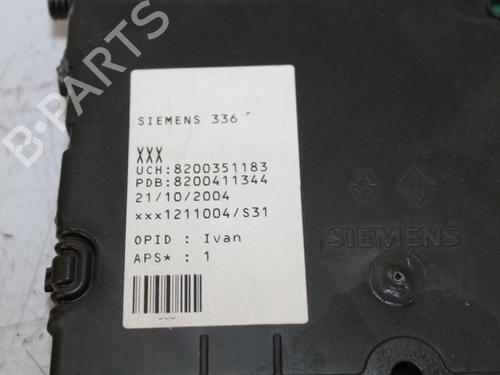 SIEMENS 336
XXX
UCH:8200351183
PDB:8200411344
21/10/2004
xxx1211004/S31
OPID : Ivan
APS* : 1
SIEMENS
B-PARTS